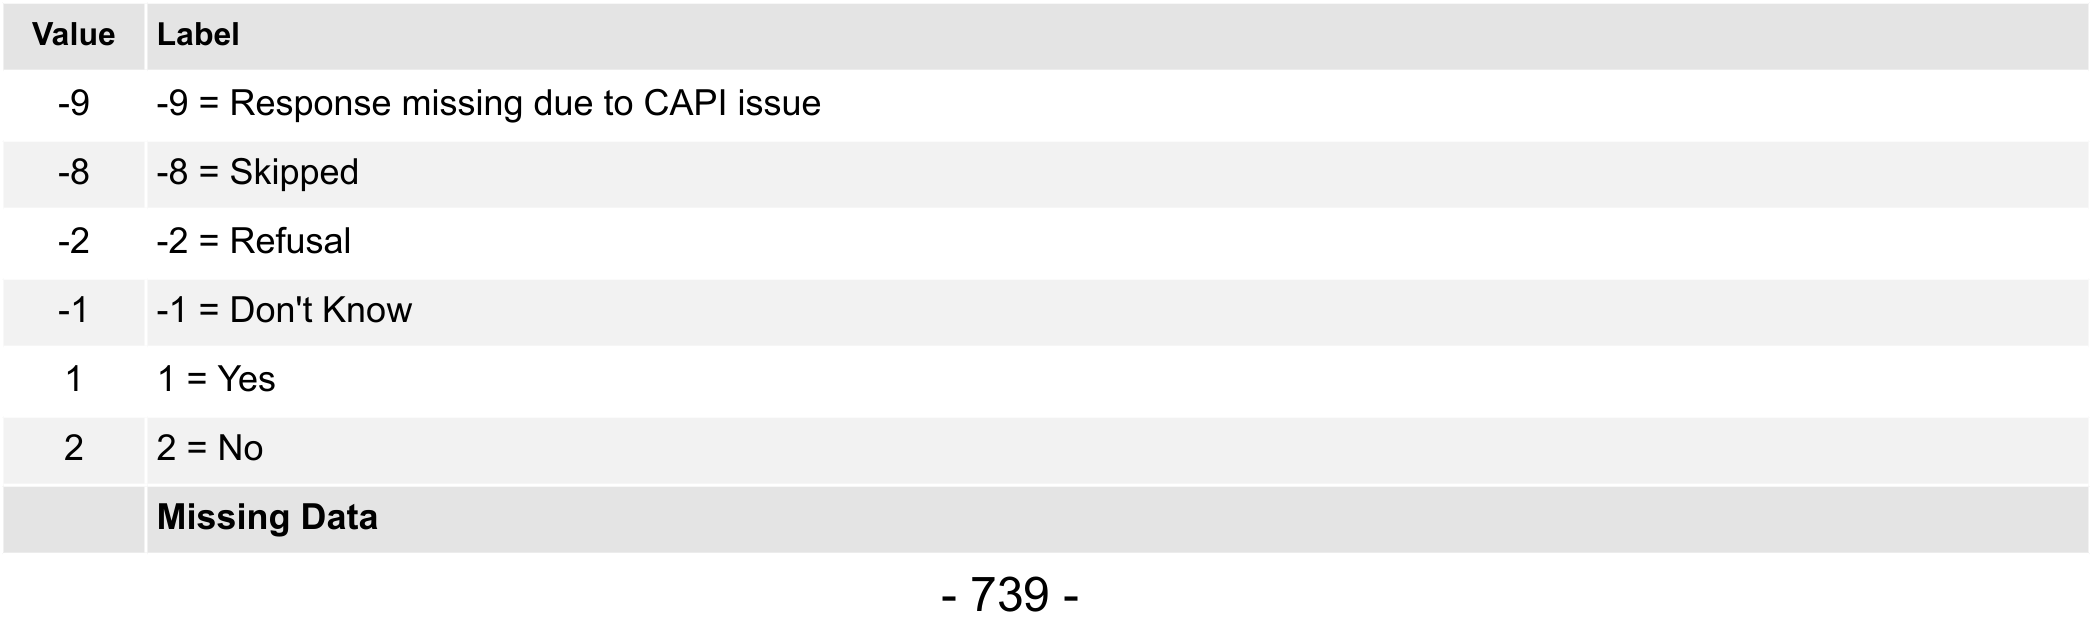 Value Label
-9 -9 = Response missing due to CAPI issue
-8 -8 = Skipped
-2 -2 = Refusal
-1 -1 = Don't Know
1 1 = Yes
2 2 = No
Missing Data
- 739 -